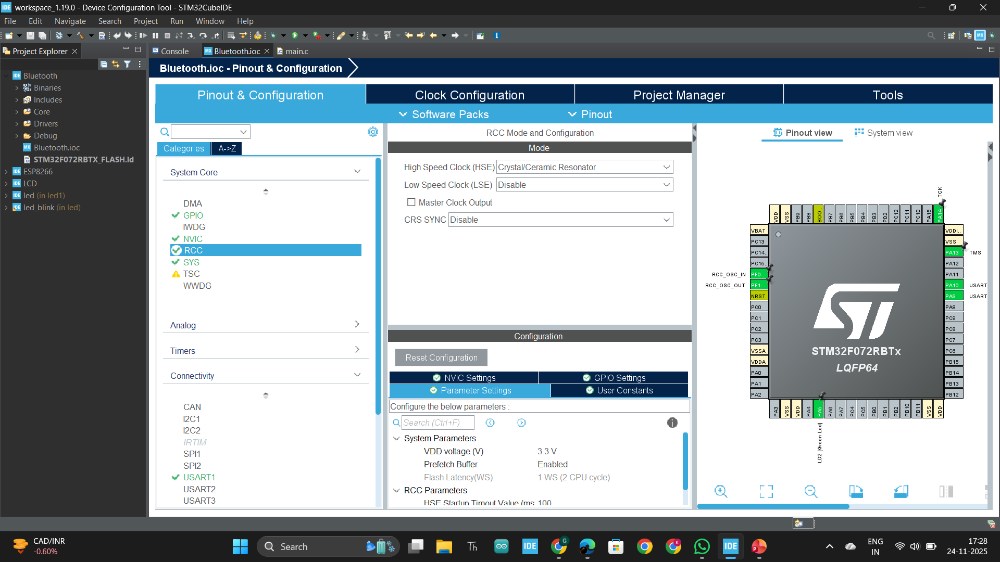 workspace_1.19.0 - Device Configuration Tool - STM32CubeIDE
File Edit Navigate Search Project Run Window Help
Project Explorer
Console
Bluetooth.ioc
main.c
Bluetooth
Binaries
Includes
Core
Drivers
Debug
Bluetooth.ioc
STM32F072RBTX_FLASH.ld
ESP8266
LCD
led (in led1)
led_blink (in led)
Bluetooth.ioc - Pinout & Configuration
Pinout & Configuration
Clock Configuration
Project Manager
Tools
Software Packs
Pinout
Categories
A->Z
System Core
DMA
GPIO
IWDG
NVIC
RCC
SYS
TSC
WWDG
Analog
Timers
Connectivity
CAN
I2C1
I2C2
IRTIM
SPI1
SPI2
USART1
USART2
USART3
RCC Mode and Configuration
Mode
High Speed Clock (HSE) Crystal/Ceramic Resonator
Low Speed Clock (LSE) Disable
Master Clock Output
CRS SYNC Disable
Configuration
Reset Configuration
NVIC Settings
GPIO Settings
Parameter Settings
User Constants
Configure the below parameters :
Search (Ctrl+F)
System Parameters
VDD voltage (V) 3.3 V
Prefetch Buffer Enabled
Flash Latency(WS) 1 WS (2 CPU cycle)
RCC Parameters
HSE Startup Timout Value (ms 100
Pinout view
System view
TCK
VDD VSS PB9 PB8 BOO.. PB7 PB6 PB5 PB4 PB3 PD2 PC12 PC11 PC10 PA15 PA14
VBAT
PC13
PC14..
PC15..
RCC_OSC_IN PF0-..
RCC_OSC_OUT PF1-..
NRST
PC0
PC1
PC2
PC3
VSSA
VDDA
PA0
PA1
PA2
STM32F072RBTx
LQFP64
VDDI..
VSS
PA13 TMS
PA12
PA11
PA10 USART
PA9 USART
PA8
PC9
PC8
PC7
PC6
PB15
PB14
PB13
PB12
PA3 VSS VDD PA4 PA5 PA6 PA7 PC4 PC5 PB0 PB1 PB2 PB10 PB11 VSS VDD
LD2 [Green Led]
CAD/INR
-0.60%
Search
ENG
IN
17:28
24-11-2025